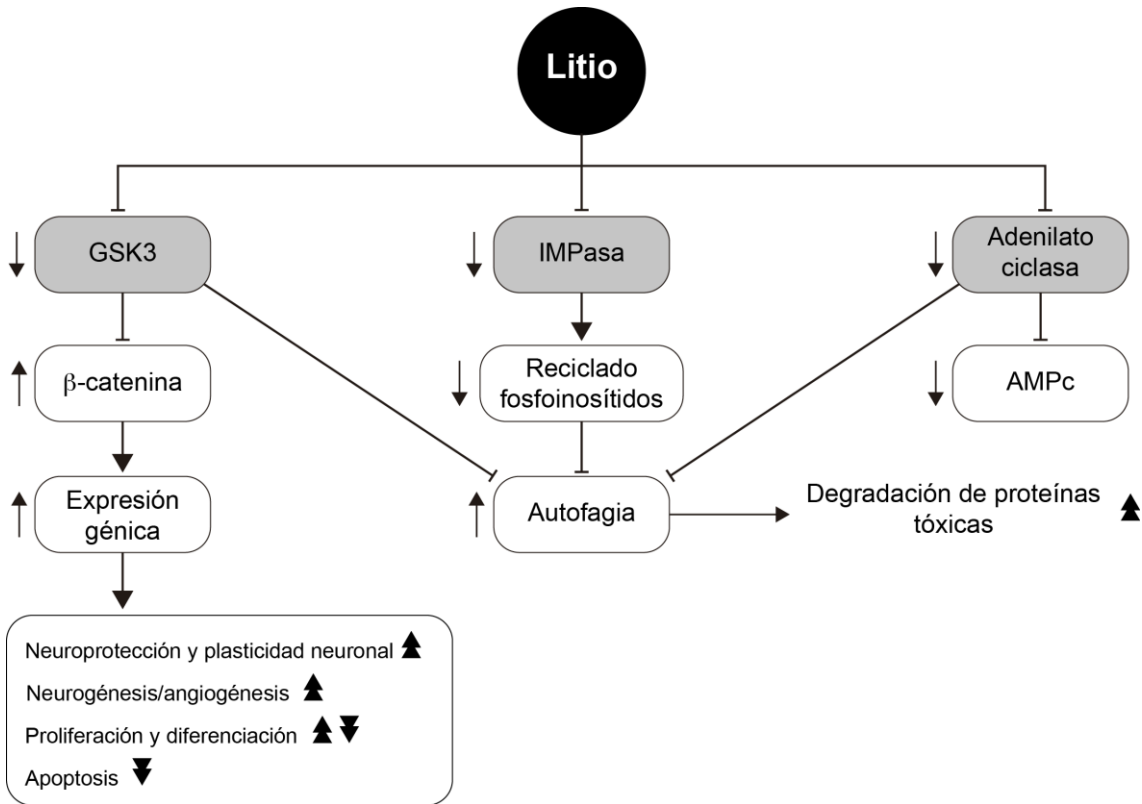 Litio
GSK3
IMPasa
Adenilato
ciclasa
β-catenina
Reciclado
fosfoinosítidos
AMPc
Expresión
génica
Autofagia
Degradación de proteínas
tóxicas
Neuroprotección y plasticidad neuronal
Neurogénesis/angiogénesis
Proliferación y diferenciación
Apoptosis